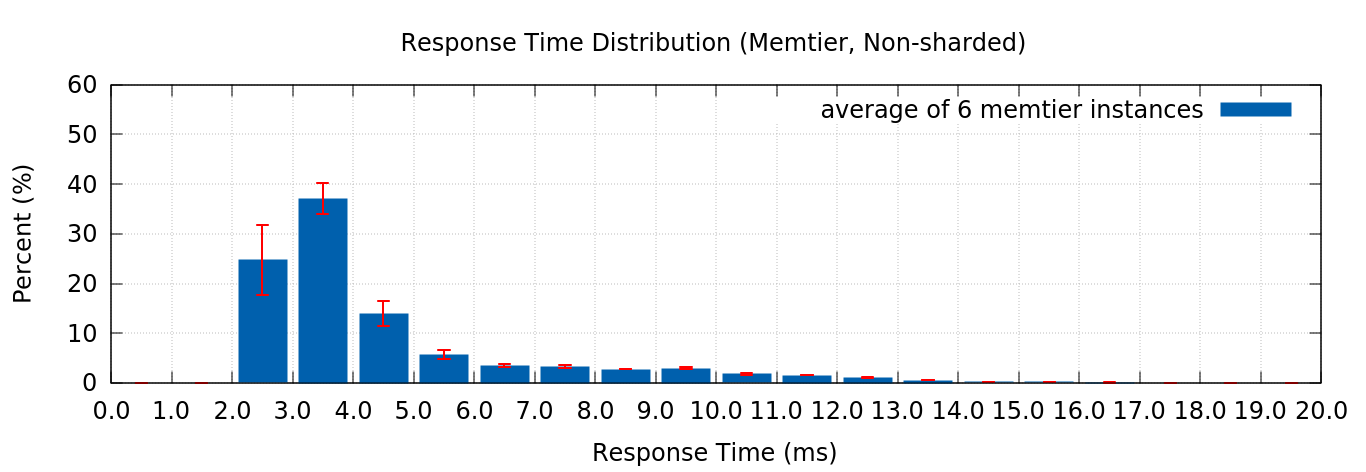 Response Time Distribution (Memtier, Non-sharded)
average of 6 memtier instances
60
50
40
30
20
10
0
Percent (%)
0.0 1.0 2.0 3.0 4.0 5.0 6.0 7.0 8.0 9.0 10.0 11.0 12.0 13.0 14.0 15.0 16.0 17.0 18.0 19.0 20.0
Response Time (ms)